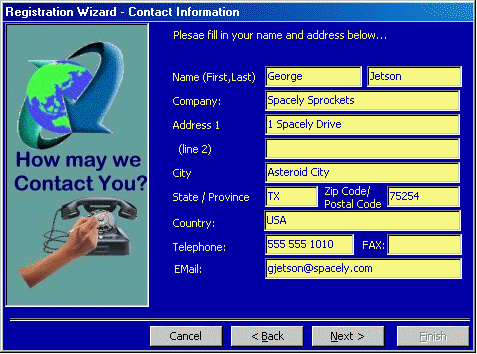 Registration Wizard - Contact Information
Plesae fill in your name and address below...
Name (First,Last) George Jetson
Company: Spacely Sprockets
Address 1 1 Spacely Drive
(line 2)
City Asteroid City
State / Province TX Zip Code/ Postal Code 75254
Country: USA
Telephone: 555 555 1010 FAX:
EMail: gjetson@spacely.com
How may we
Contact You?
Cancel < Back Next > Finish